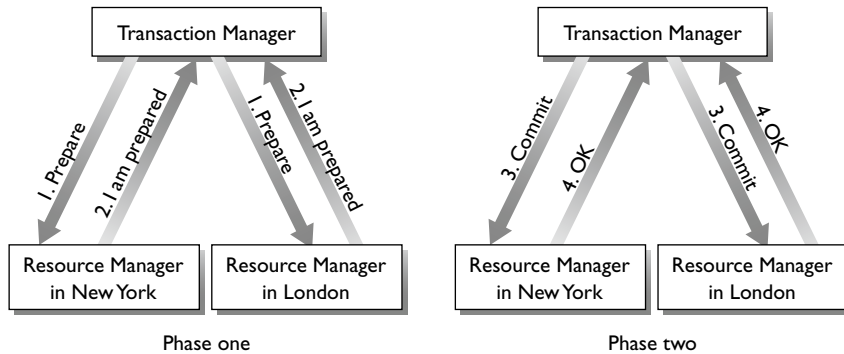 Transaction Manager
1. Prepare
2. I am prepared
1. Prepare
2. I am prepared
Resource Manager
in New York
Resource Manager
in London
Phase one
Transaction Manager
3. Commit
4. OK
3. Commit
4. OK
Resource Manager
in New York
Resource Manager
in London
Phase two